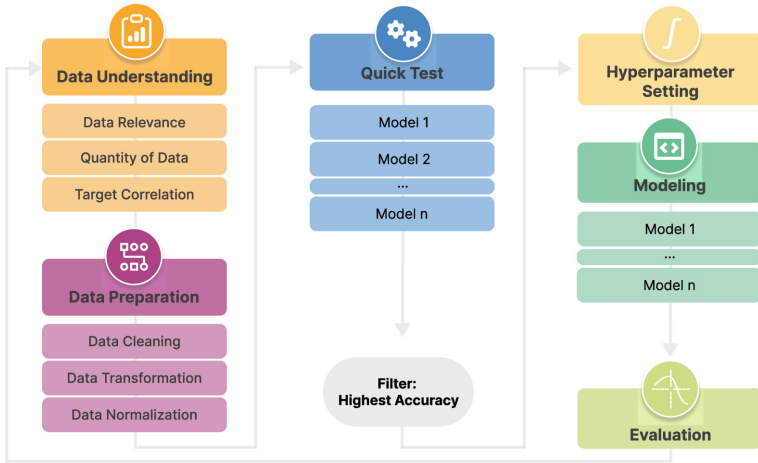 Data Understanding
Data Relevance
Quantity of Data
Target Correlation
Data Preparation
Data Cleaning
Data Transformation
Data Normalization
Quick Test
Model 1
Model 2
...
Model n
Filter:
Highest Accuracy
Hyperparameter
Setting
Modeling
Model 1
...
Model n
Evaluation